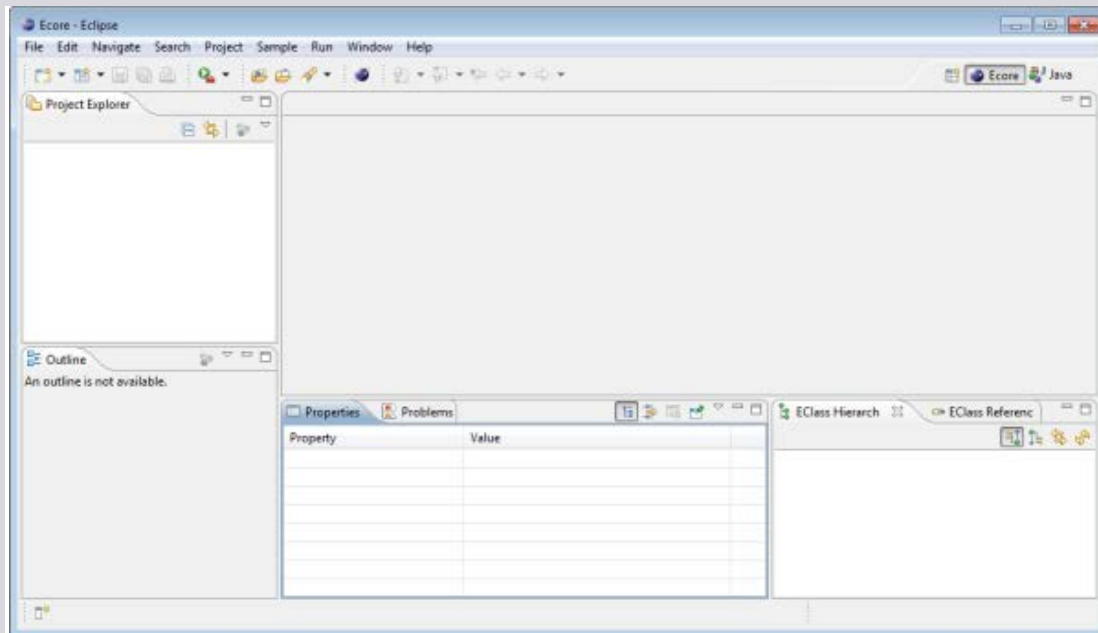 Ecore - Eclipse
File Edit Navigate Search Project Sample Run Window Help
Ecore Java
Project Explorer
Outline
An outline is not available.
Properties Problems
Property Value
EClass Hierarch EClass Referenc